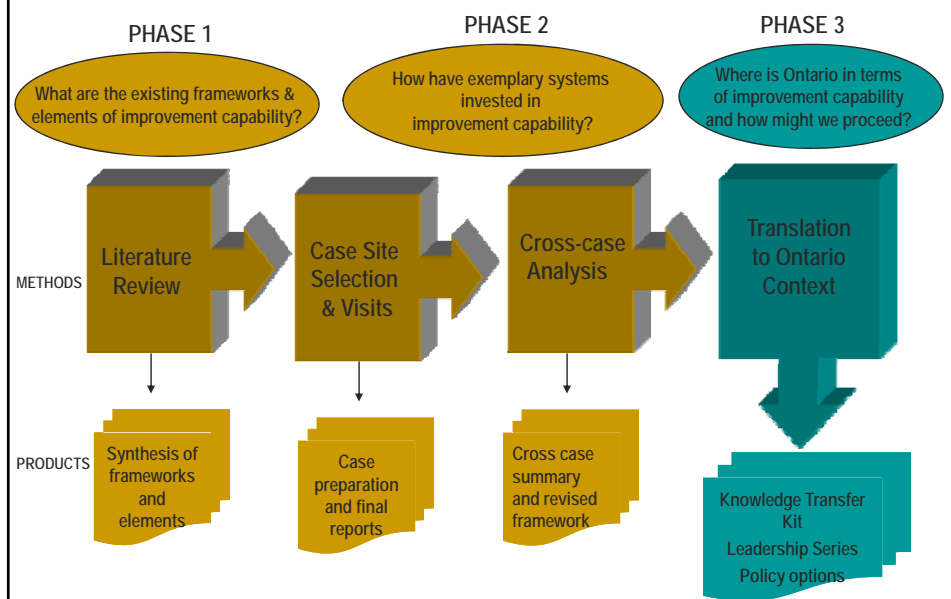 PHASE 1
PHASE 2
PHASE 3
What are the existing frameworks &
elements of improvement capability?
How have exemplary systems
invested in
improvement capability?
Where is Ontario in terms
of improvement capability
and how might we proceed?
METHODS
Literature
Review
Case Site
Selection
& Visits
Cross-case
Analysis
Translation
to Ontario
Context
PRODUCTS
Synthesis of
frameworks
and
elements
Case
preparation
and final
reports
Cross case
summary
and revised
framework
Knowledge Transfer
Kit
Leadership Series
Policy options